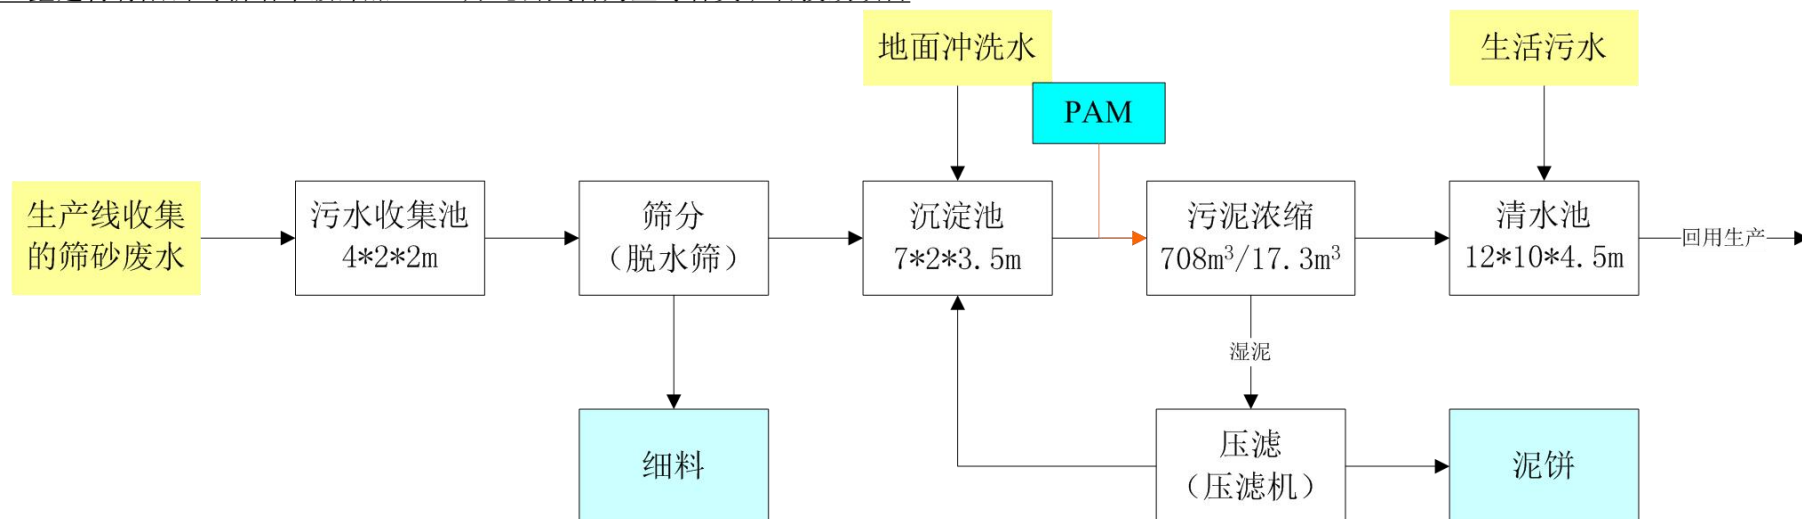 地面冲洗水
生活污水
PAM
生产线收集
的筛砂废水
污水收集池
4*2*2m
筛分
（脱水筛）
沉淀池
7*2*3.5m
污泥浓缩
708m³/17.3m³
清水池
12*10*4.5m
回用生产
湿泥
细料
压滤
（压滤机）
泥饼